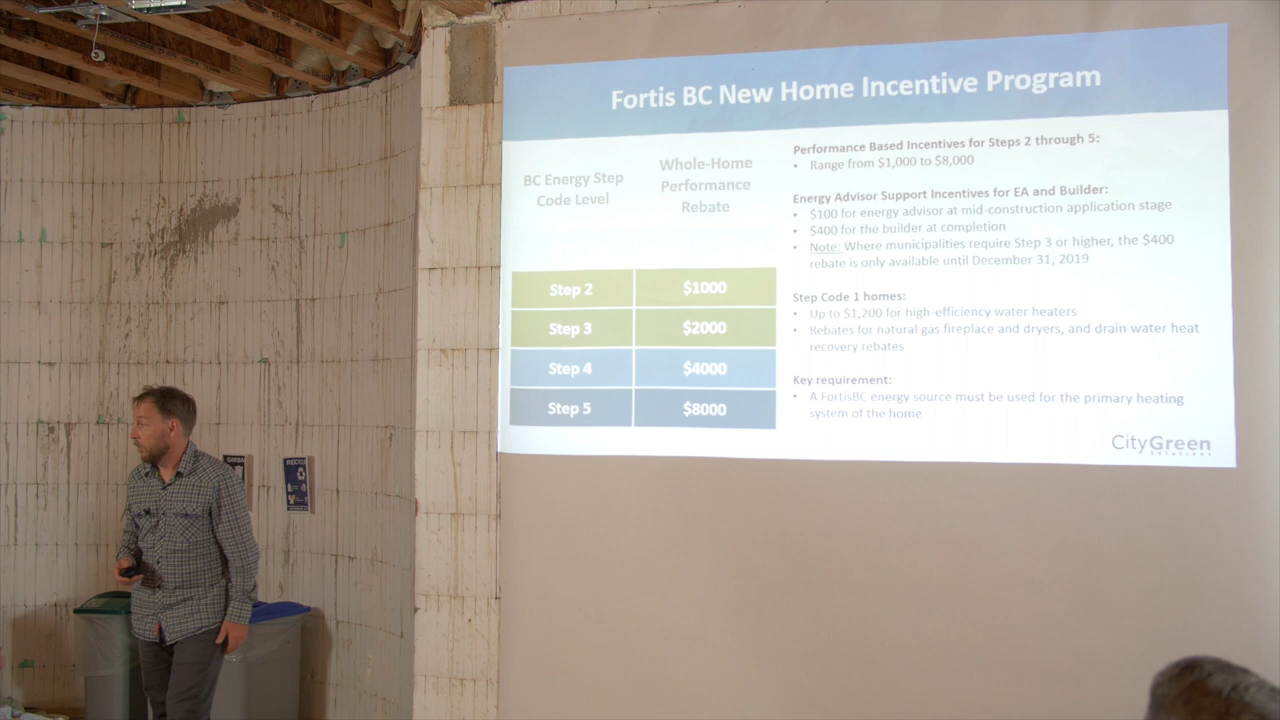 Fortis BC New Home Incentive Program
BC Energy Step
Code Level
Whole-Home
Performance
Rebate
Step 2 $1000
Step 3 $2000
Step 4 $4000
Step 5 $8000
Performance Based Incentives for Steps 2 through 5:
• Range from $1,000 to $8,000
Energy Advisor Support Incentives for EA and Builder:
• $100 for energy advisor at mid-construction application stage
• $400 for the builder at completion
• Note: Where municipalities require Step 3 or higher, the $400
rebate is only available until December 31, 2019
Step Code 1 homes:
• Up to $1,200 for high-efficiency water heaters
• Rebates for natural gas fireplace and dryers, and drain water heat
recovery rebates
Key requirement:
• A FortisBC energy source must be used for the primary heating
system of the home
CityGreen
Solutions
RECYCL